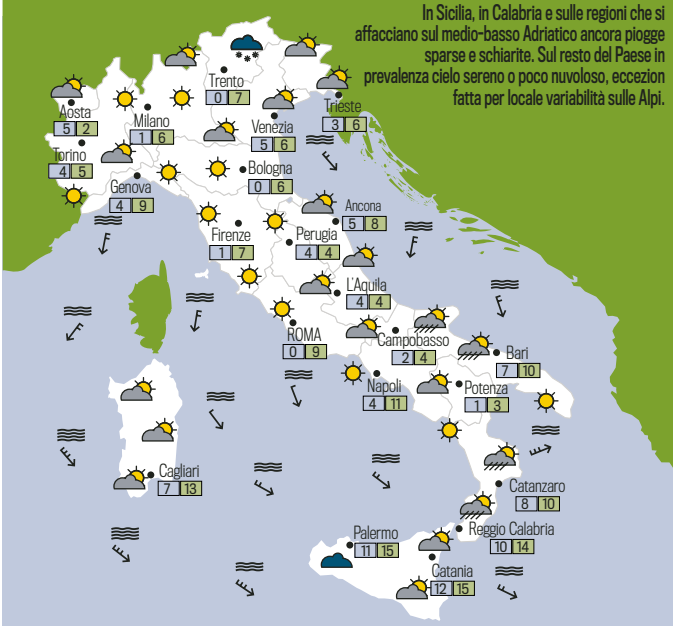 In Sicilia, in Calabria e sulle regioni che si
affacciano sul medio-basso Adriatico ancora piogge
sparse e schiarite. Sul resto del Paese in
prevalenza cielo sereno o poco nuvoloso, eccezion
fatta per locale variabilità sulle Alpi.
Trento
0 7
Trieste
3 6
Aosta
5 2
Milano
1 6
Venezia
5 6
Torino
4 5
Bologna
0 6
Genova
4 9
Ancona
5 8
Firenze
1 7
Perugia
4 4
L'Aquila
4 4
ROMA
0 9
Campobasso
2 4
Bari
7 10
Napoli
4 11
Potenza
1 3
Cagliari
7 13
Catanzaro
8 10
Reggio Calabria
10 14
Palermo
11 15
Catania
12 15